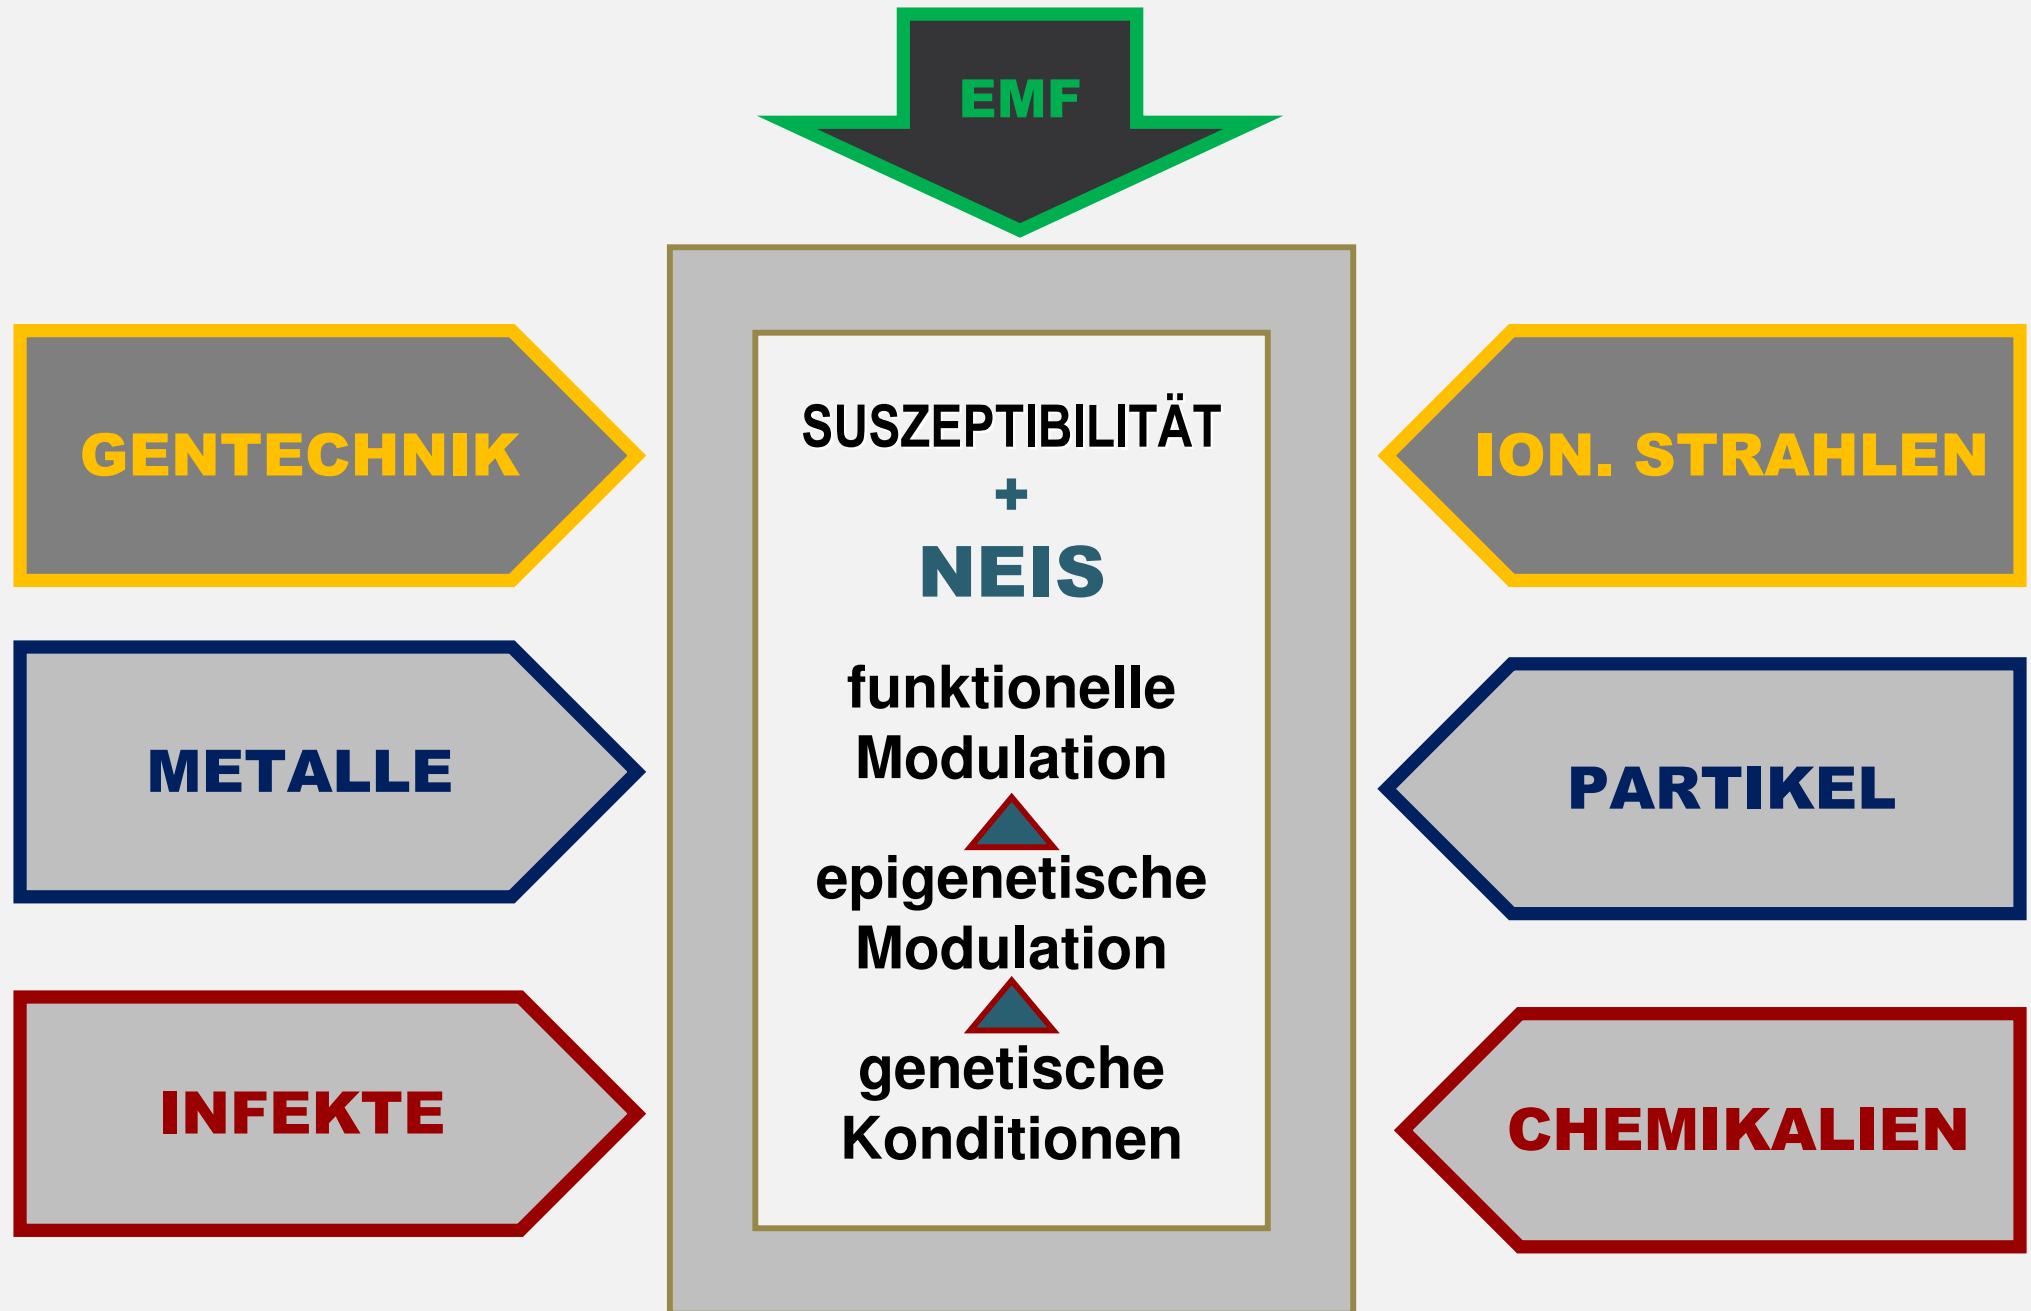 EMF
GENTECHNIK
METALLE
INFEKTE
SUSZEPTIBILITÄT
+
NEIS
funktionelle
Modulation
epigenetische
Modulation
genetische
Konditionen
ION. STRAHLEN
PARTIKEL
CHEMIKALIEN